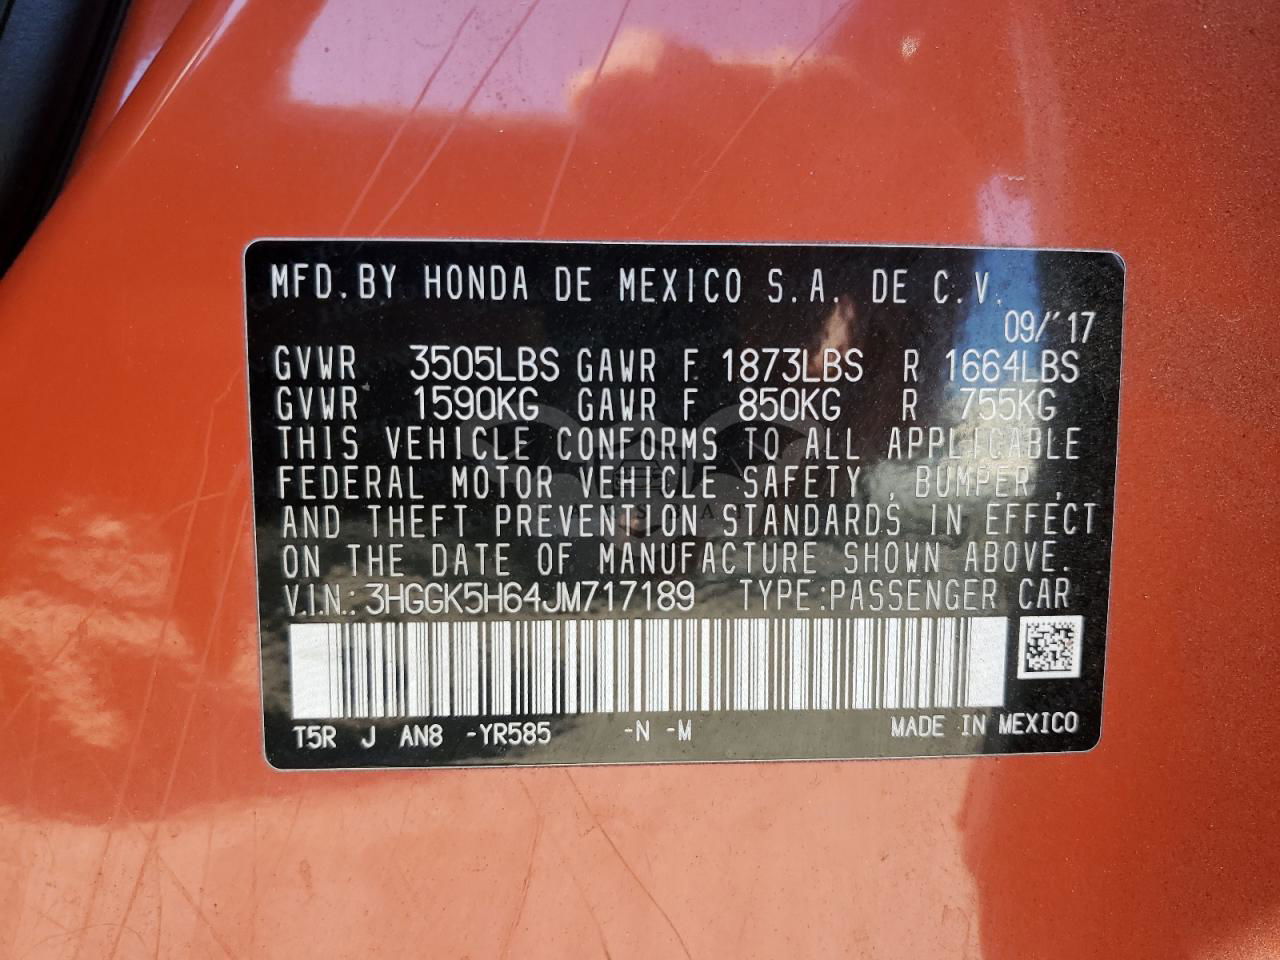 MFD. BY HONDA DE MEXICO S.A. DE C.V.
09/'17
GVWR 3505LBS GAWR F 1873LBS R 1664LBS
GVWR 1590KG GAWR F 850KG R 755KG
THIS VEHICLE CONFORMS TO ALL APPLICABLE
FEDERAL MOTOR VEHICLE SAFETY, BUMPER,
AND THEFT PREVENTION STANDARDS IN EFFECT
ON THE DATE OF MANUFACTURE SHOWN ABOVE.
V.I.N.: 3HGGK5H64JM717189 TYPE:PASSENGER CAR
T5R J AN8 -YR585 -N -M MADE IN MEXICO